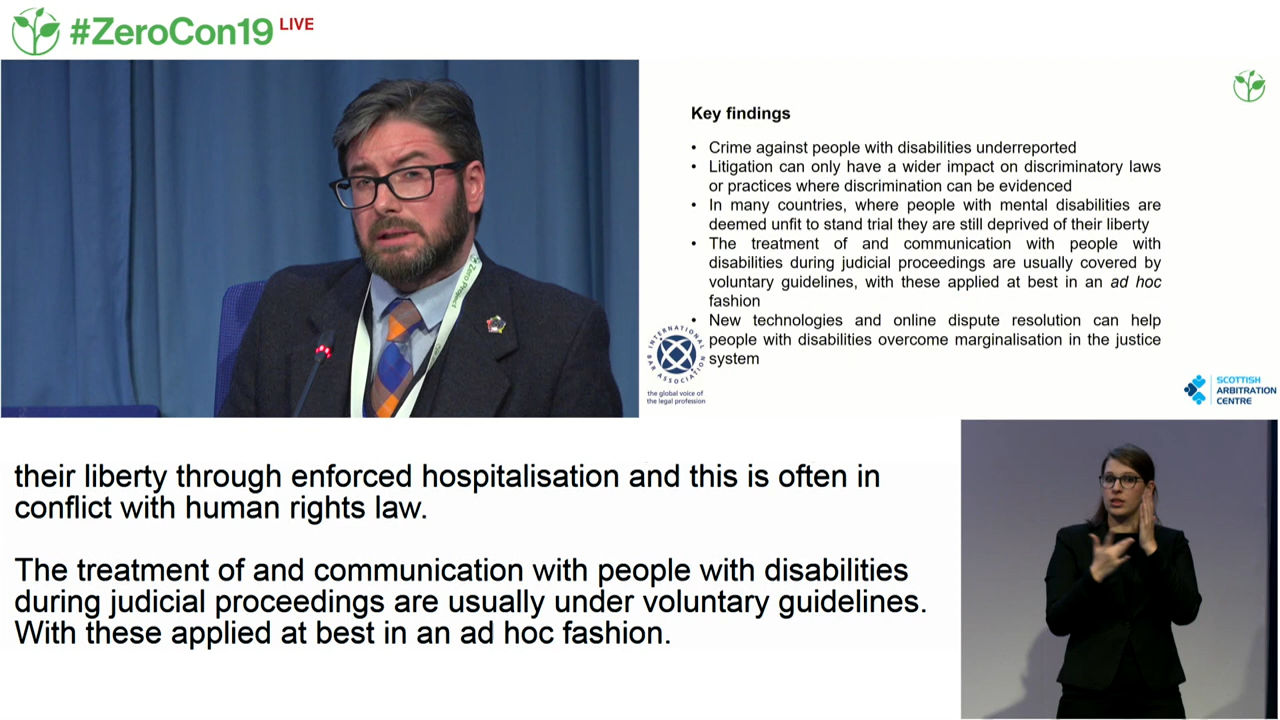 #ZeroCon19 LIVE
Key findings
• Crime against people with disabilities underreported
• Litigation can only have a wider impact on discriminatory laws
or practices where discrimination can be evidenced
• In many countries, where people with mental disabilities are
deemed unfit to stand trial they are still deprived of their liberty
• The treatment of and communication with people with
disabilities during judicial proceedings are usually covered by
voluntary guidelines, with these applied at best in an ad hoc
fashion
• New technologies and online dispute resolution can help
people with disabilities overcome marginalisation in the justice
system
INTERNATIONAL BAR ASSOCIATION
the global voice of
the legal profession
SCOTTISH
ARBITRATION
CENTRE
Zero Project
their liberty through enforced hospitalisation and this is often in
conflict with human rights law.
The treatment of and communication with people with disabilities
during judicial proceedings are usually under voluntary guidelines.
With these applied at best in an ad hoc fashion.